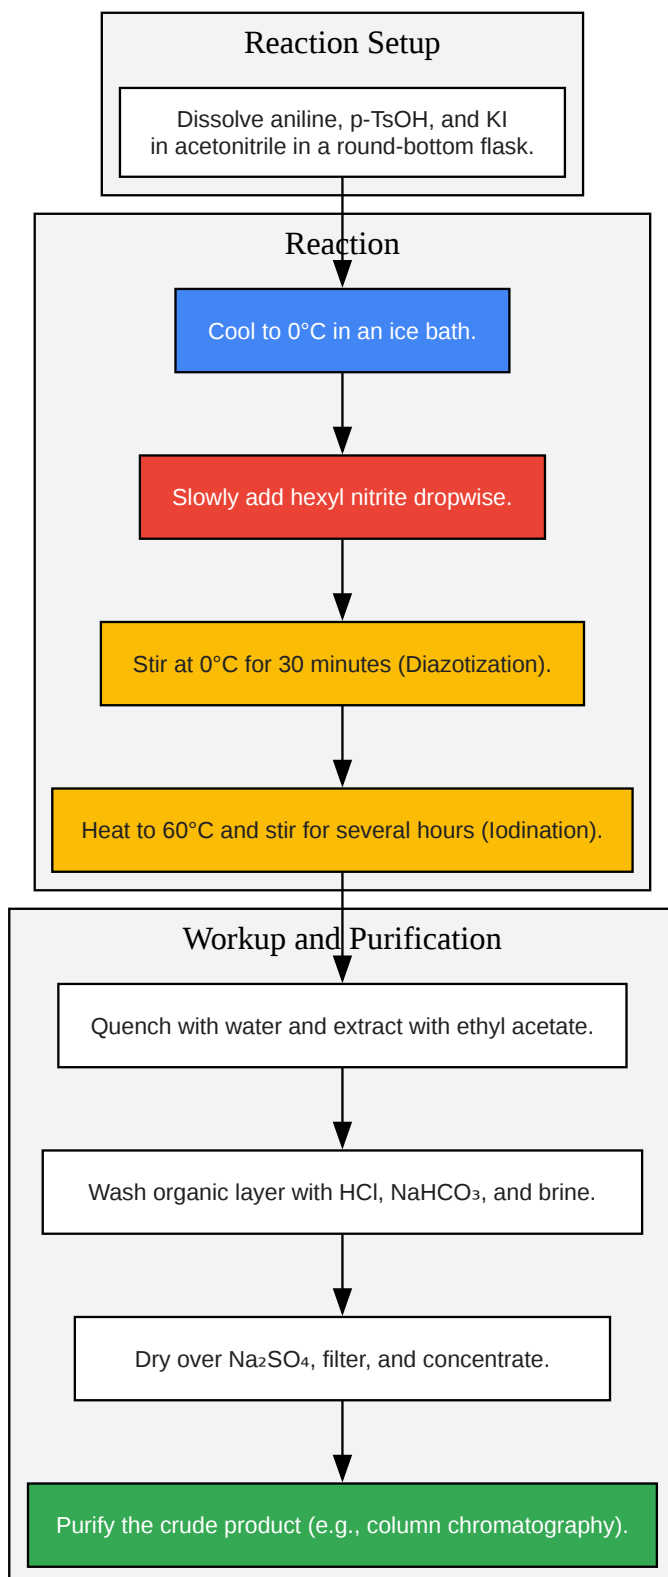 Reaction Setup
Dissolve aniline, p-TsOH, and KI
in acetonitrile in a round-bottom flask.
Reaction
Cool to 0°C in an ice bath.
Slowly add hexyl nitrite dropwise.
Stir at 0°C for 30 minutes (Diazotization).
Heat to 60°C and stir for several hours (Iodination).
Workup and Purification
Quench with water and extract with ethyl acetate.
Wash organic layer with HCl, NaHCO₃, and brine.
Dry over Na₂SO₄, filter, and concentrate.
Purify the crude product (e.g., column chromatography).